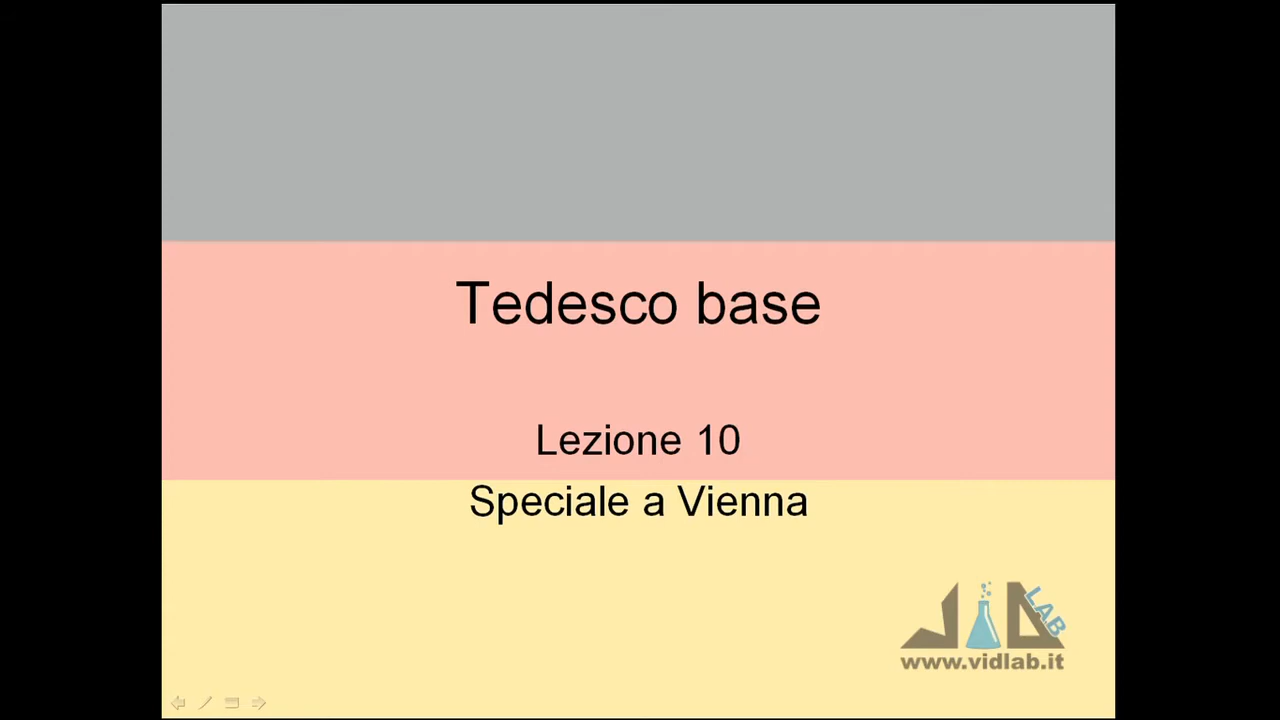 Tedesco base
Lezione 10
Speciale a Vienna
LAB
www.vidlab.it